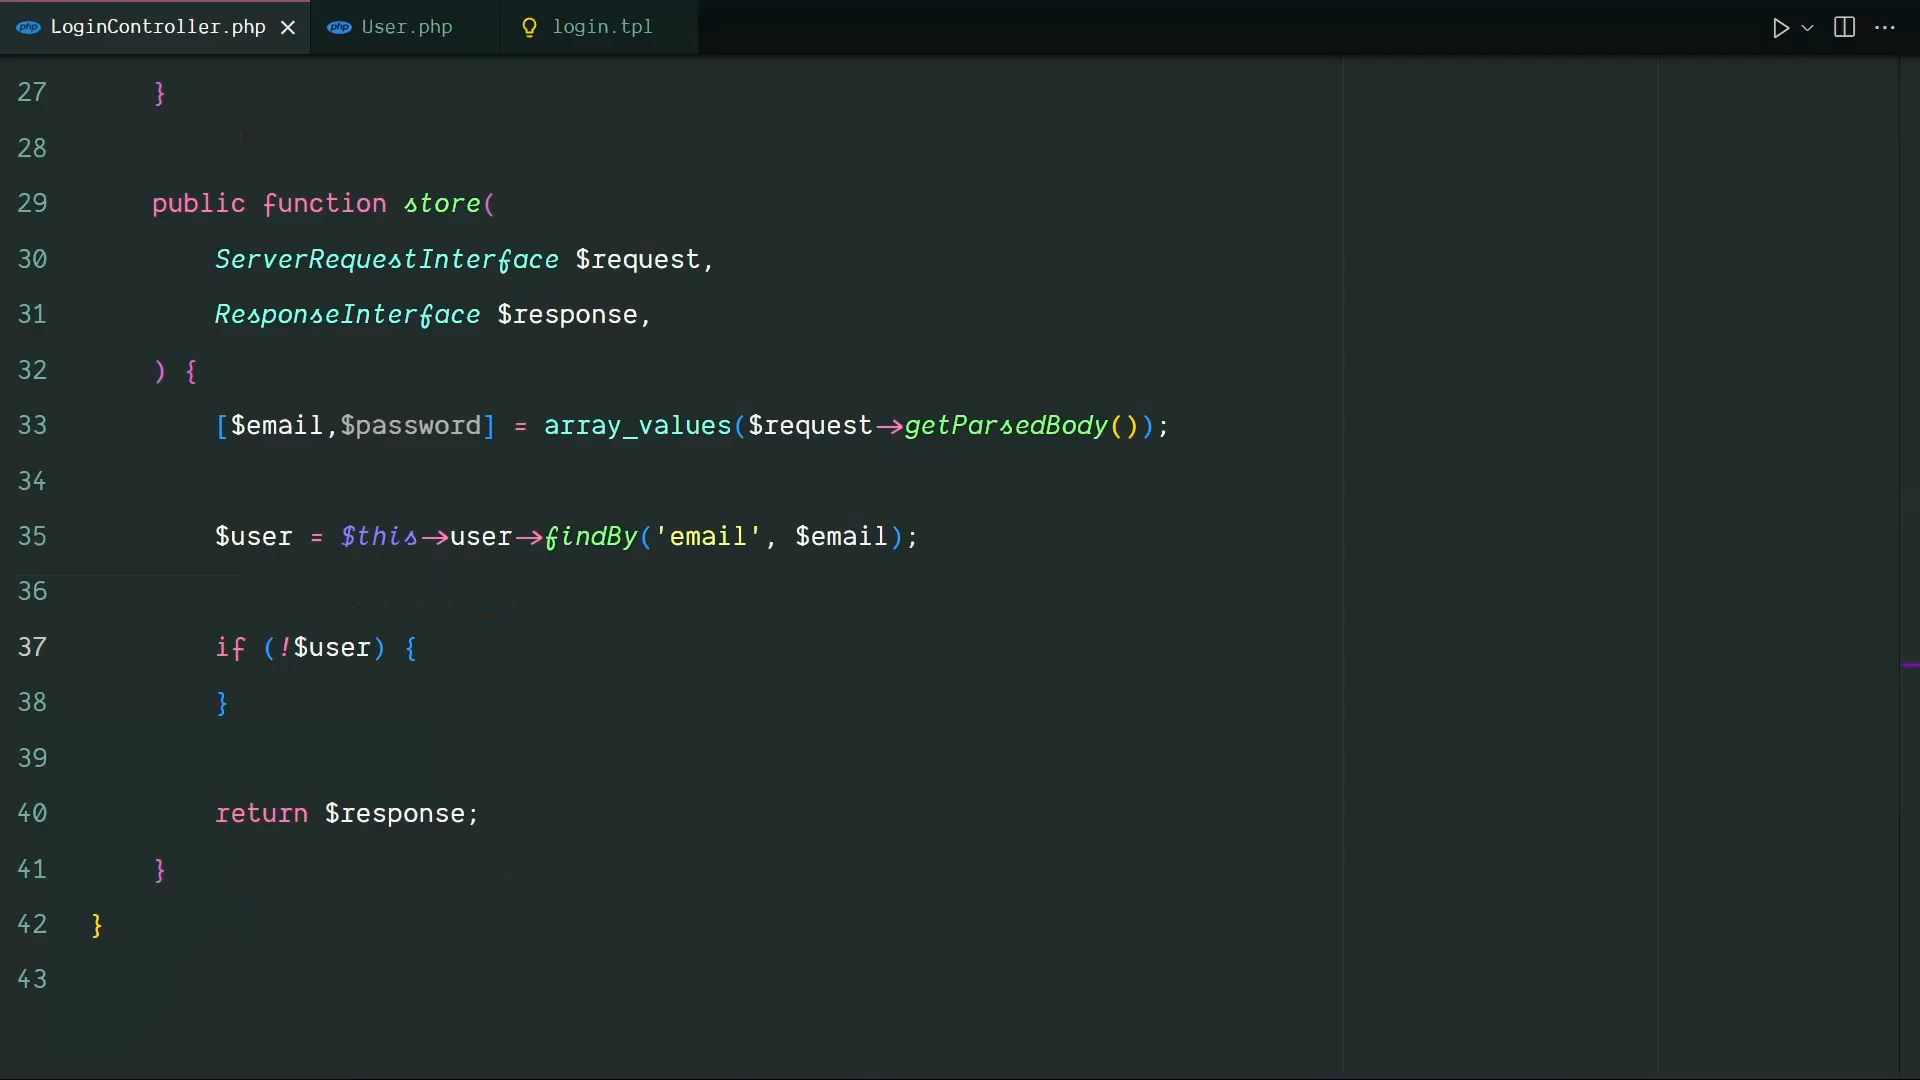 LoginController.php
User.php
login.tpl
27 }
28
29 public function store(
30 ServerRequestInterface $request,
31 ResponseInterface $response,
32 ) {
33 [$email,$password] = array_values($request->getParsedBody());
34
35 $user = $this->user->findBy('email', $email);
36
37 if (!$user) {
38 }
39
40 return $response;
41 }
42 }
43